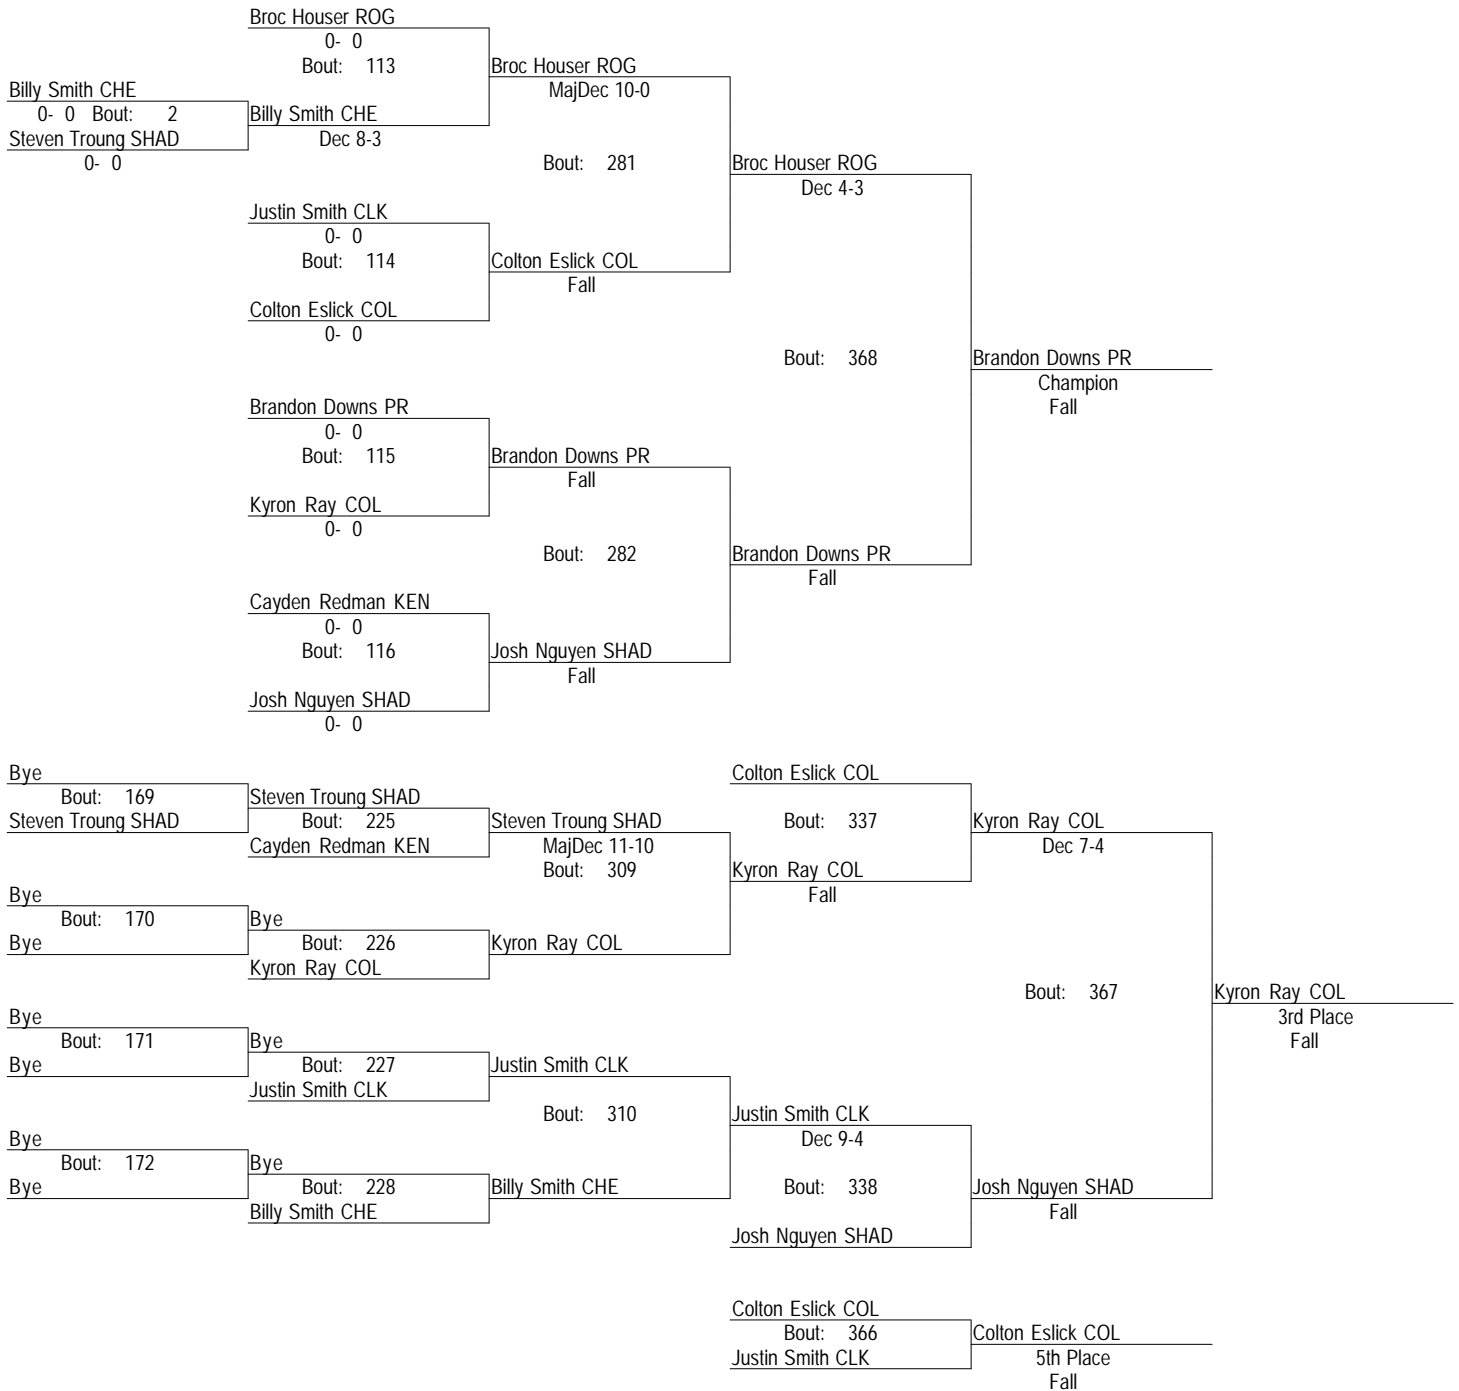 Broc Houser ROG
0- 0
Bout: 113
Broc Houser ROG
MajDec 10-0
Billy Smith CHE
0- 0 Bout: 2
Billy Smith CHE
Dec 8-3
Steven Troung SHAD
0- 0
Bout: 281
Broc Houser ROG
Dec 4-3
Justin Smith CLK
0- 0
Bout: 114
Colton Eslick COL
Fall
Colton Eslick COL
0- 0
Bout: 368
Brandon Downs PR
Champion
Fall
Brandon Downs PR
0- 0
Bout: 115
Brandon Downs PR
Fall
Kyron Ray COL
0- 0
Bout: 282
Brandon Downs PR
Fall
Cayden Redman KEN
0- 0
Bout: 116
Josh Nguyen SHAD
Fall
Josh Nguyen SHAD
0- 0
Bye
Bout: 169
Steven Troung SHAD
Steven Troung SHAD
Bout: 225
Cayden Redman KEN
Steven Troung SHAD
MajDec 11-10
Bout: 309
Colton Eslick COL
Bout: 337
Kyron Ray COL
Fall
Kyron Ray COL
Dec 7-4
Bye
Bout: 170
Bye
Bye
Bout: 226
Kyron Ray COL
Kyron Ray COL
Bout: 367
Kyron Ray COL
3rd Place
Fall
Bye
Bout: 171
Bye
Bye
Bout: 227
Justin Smith CLK
Justin Smith CLK
Bout: 310
Justin Smith CLK
Dec 9-4
Bye
Bout: 172
Bye
Bye
Bout: 228
Billy Smith CHE
Billy Smith CHE
Bout: 338
Josh Nguyen SHAD
Josh Nguyen SHAD
Fall
Colton Eslick COL
Bout: 366
Justin Smith CLK
Colton Eslick COL
5th Place
Fall